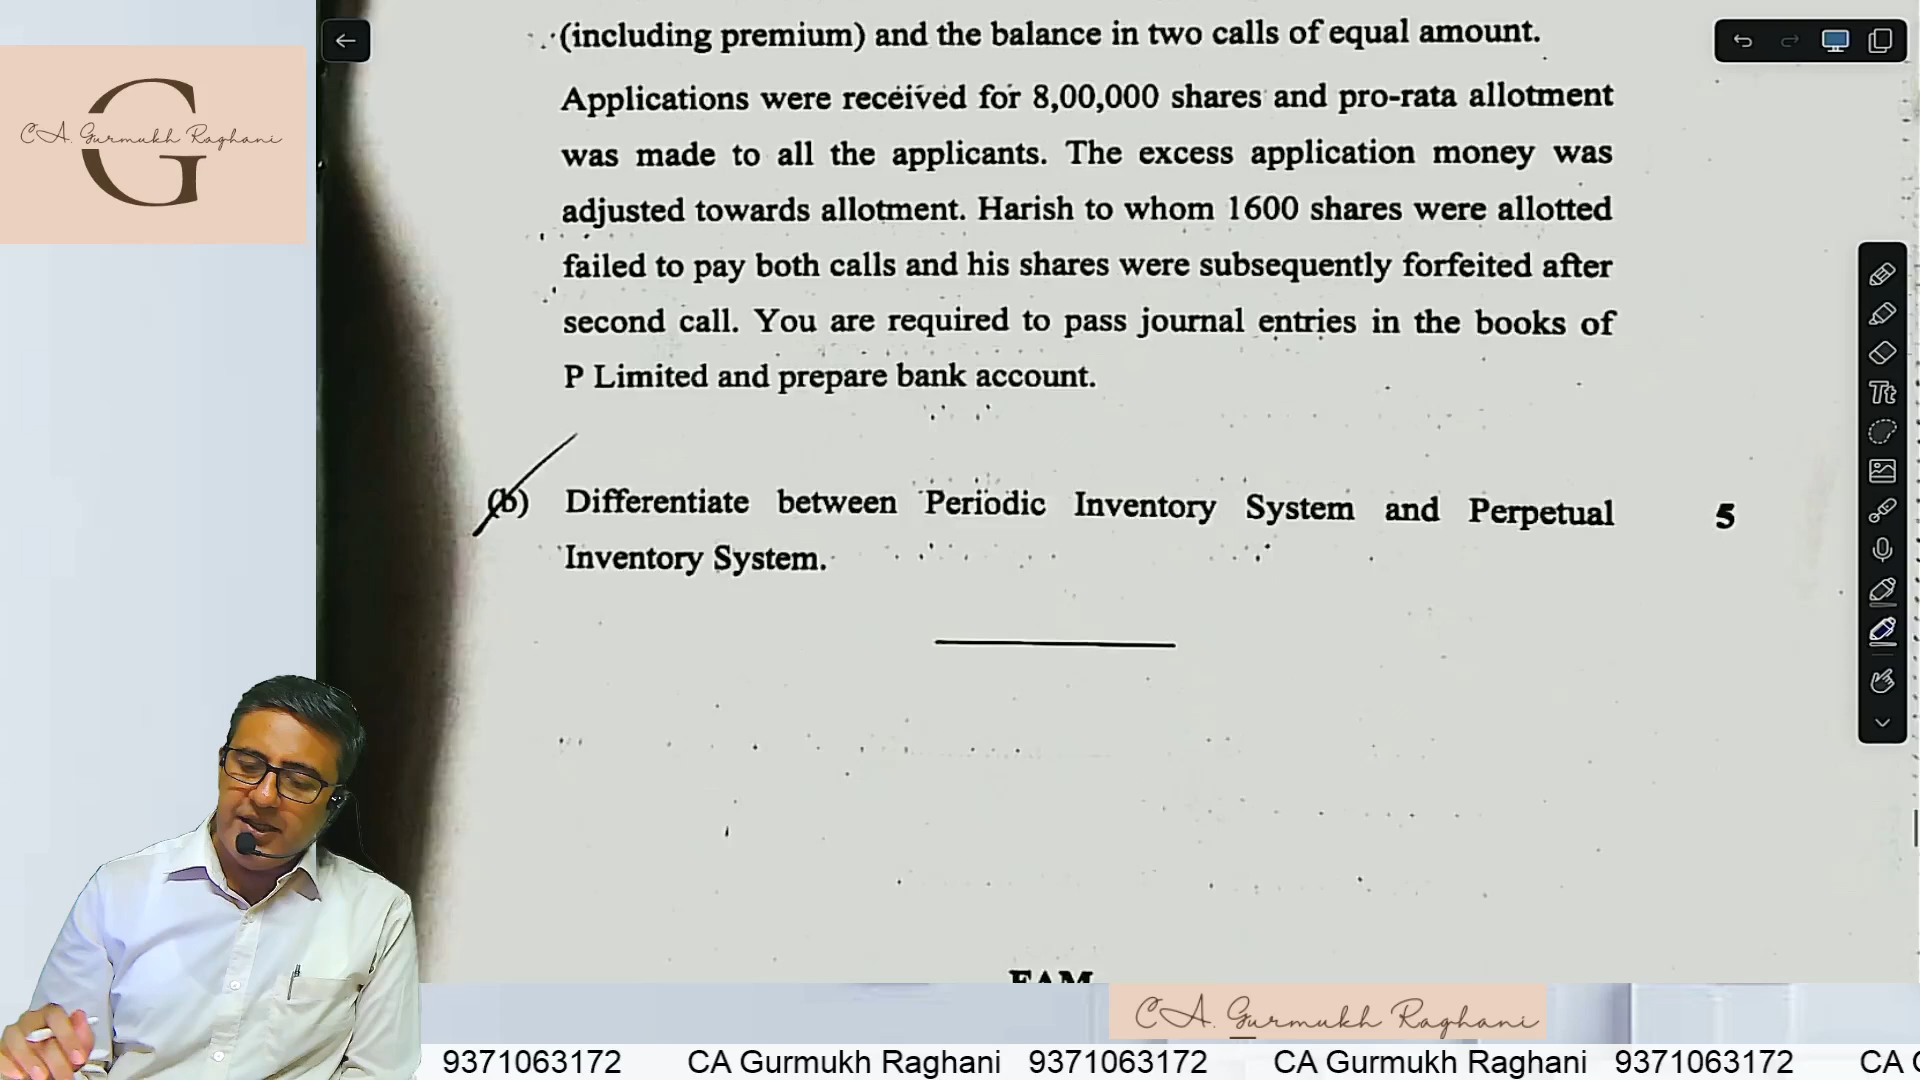 (including premium) and the balance in two calls of equal amount.
Applications were received for 8,00,000 shares and pro-rata allotment
was made to all the applicants. The excess application money was
adjusted towards allotment. Harish to whom 1600 shares were allotted
failed to pay both calls and his shares were subsequently forfeited after
second call. You are required to pass journal entries in the books of
P Limited and prepare bank account.
(b) Differentiate between Periodic Inventory System and Perpetual 5
Inventory System.
G
CA. Gurmukh Raghani
Tt
CA. Gurmukh Raghani
9371063172 CA Gurmukh Raghani 9371063172 CA Gurmukh Raghani 9371063172 CA